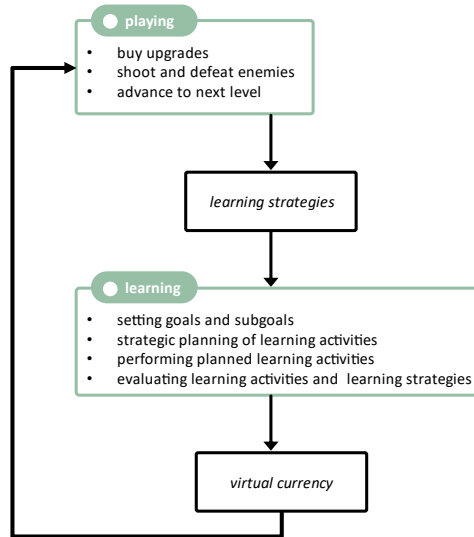 playing
• buy upgrades
• shoot and defeat enemies
• advance to next level
learning strategies
learning
• setting goals and subgoals
• strategic planning of learning activities
• performing planned learning activities
• evaluating learning activities and learning strategies
virtual currency